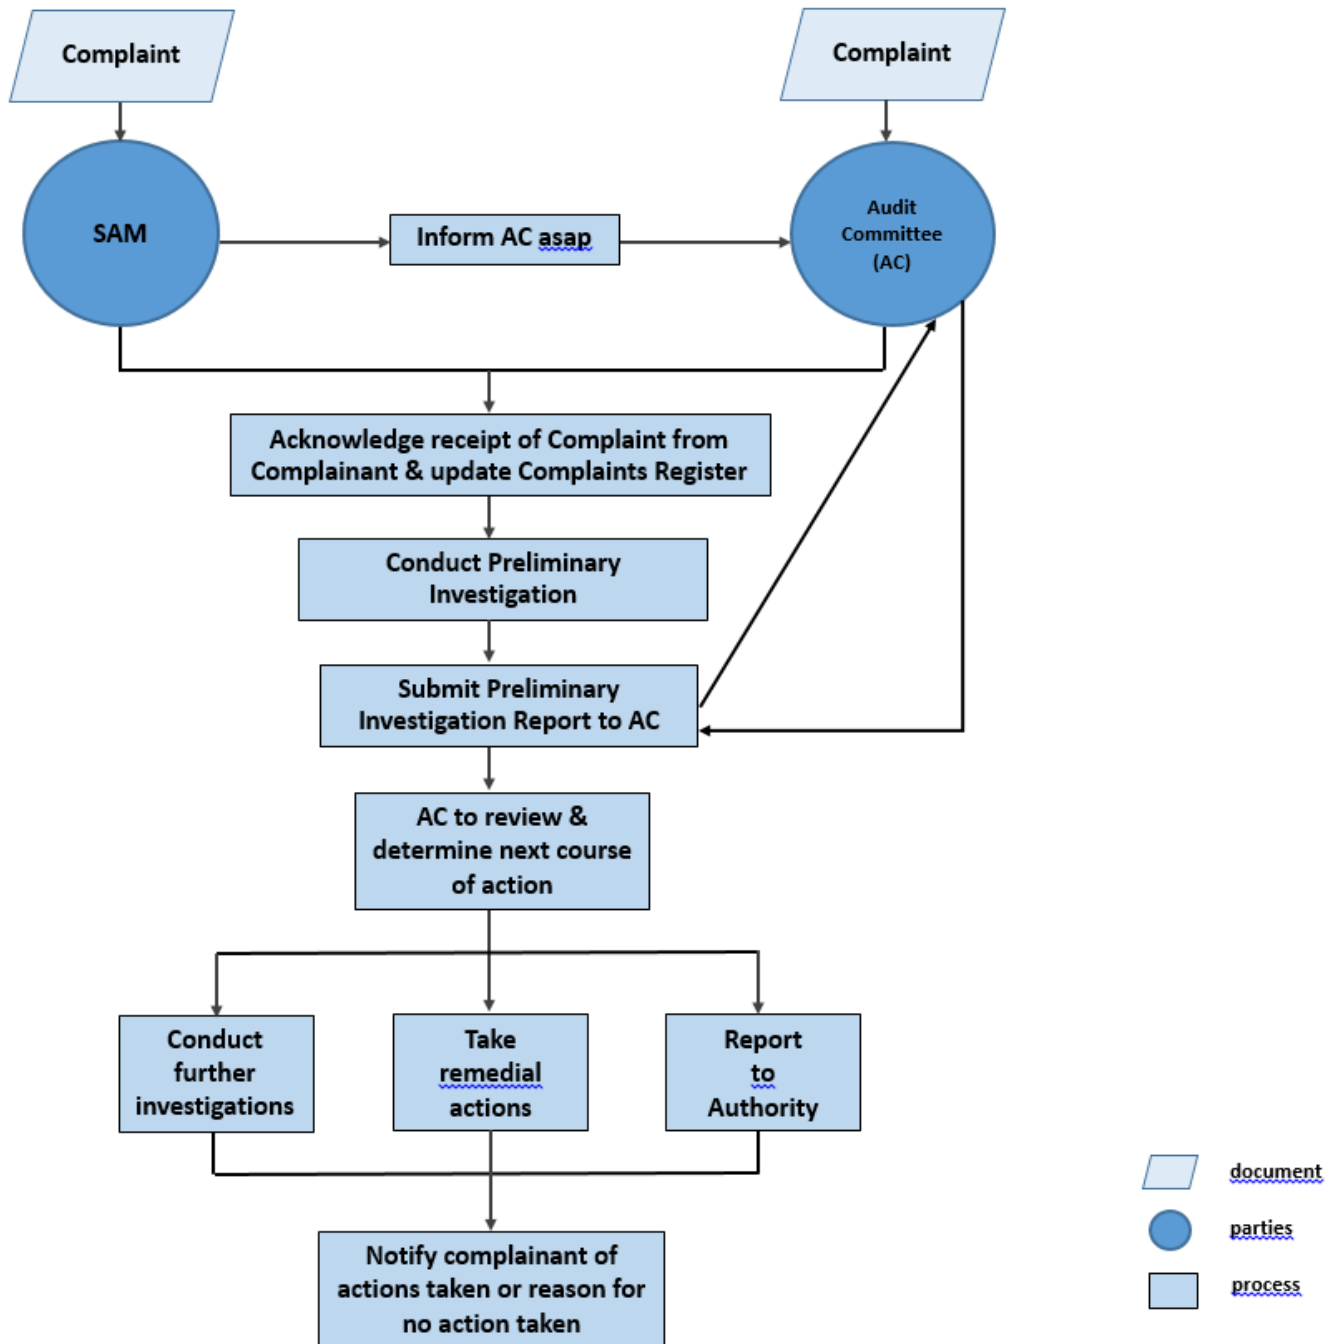 Complaint
Complaint
SAM
Inform AC asap
Audit
Committee
(AC)
Acknowledge receipt of Complaint from
Complainant & update Complaints Register
Conduct Preliminary
Investigation
Submit Preliminary
Investigation Report to AC
AC to review &
determine next course
of action
Conduct
further
investigations
Take
remedial
actions
Report
to
Authority
Notify complainant of
actions taken or reason for
no action taken
document
parties
process